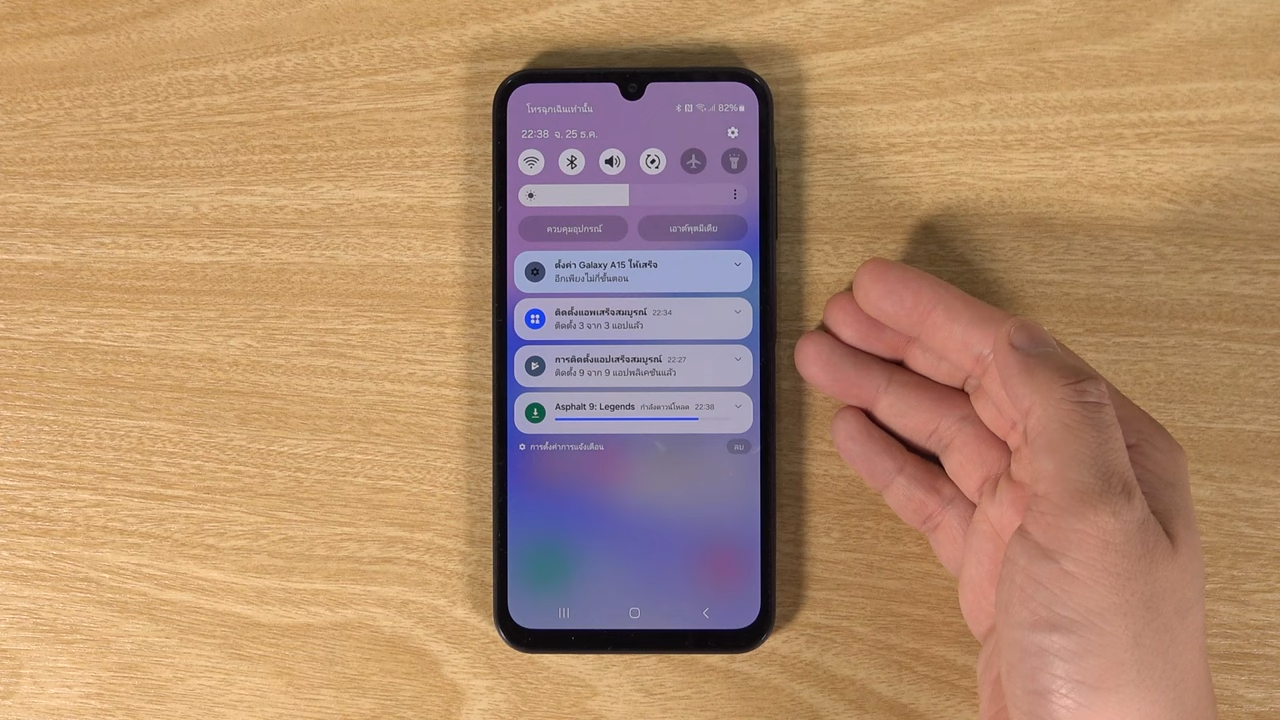 โทรฉุกเฉินเท่านั้น
82%
22:38 จ. 25 ธ.ค.
ควบคุมอุปกรณ์
เอาต์พุตมีเดีย
ตั้งค่า Galaxy A15 ให้เสร็จ
อีกเพียงไม่กี่ขั้นตอน
ติดตั้งแอพเสร็จสมบูรณ์ 22:34
ติดตั้ง 3 จาก 3 แอปแล้ว
การติดตั้งแอปเสร็จสมบูรณ์ 22:27
ติดตั้ง 9 จาก 9 แอปพลิเคชันแล้ว
Asphalt 9: Legends กำลังดาวน์โหลด 22:38
การตั้งค่าการแจ้งเตือน
ลบ